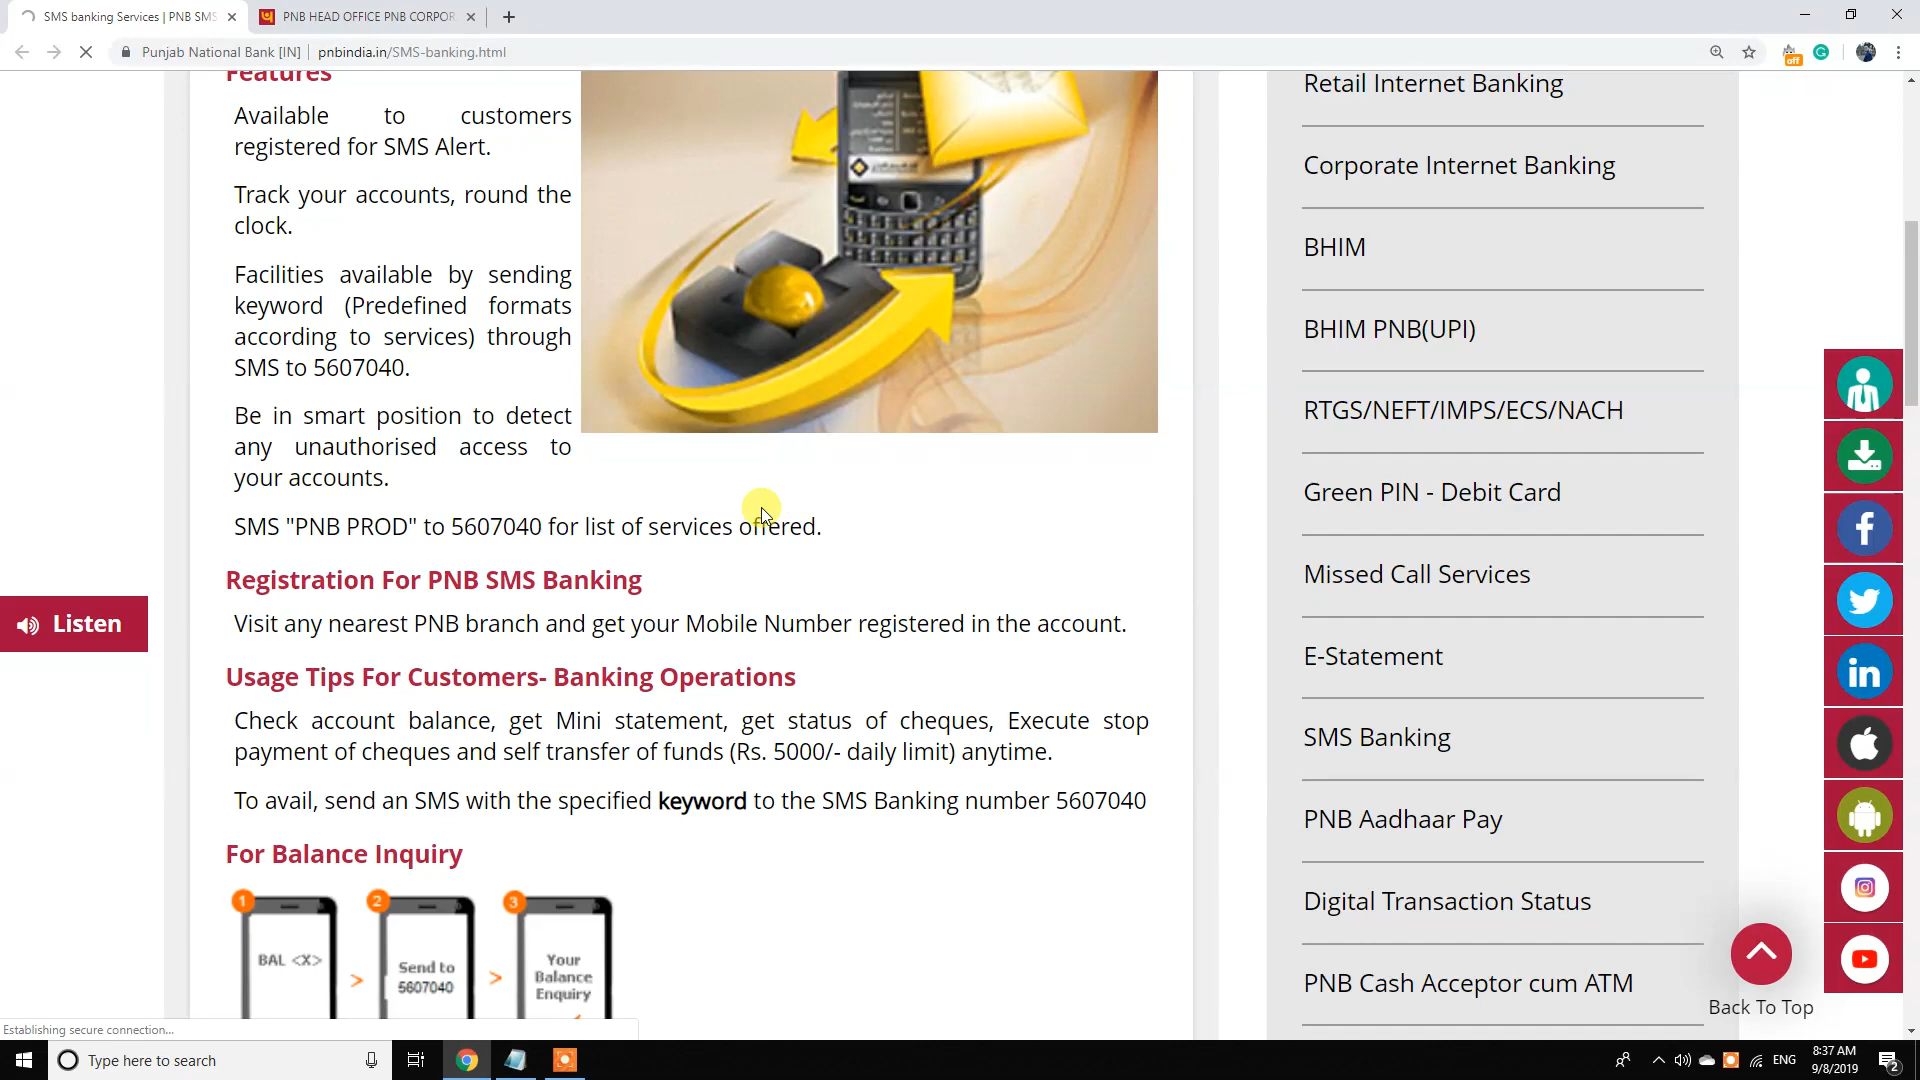 SMS banking Services | PNB SMS
PNB HEAD OFFICE PNB CORPOR
Punjab National Bank [IN] | pnbindia.in/SMS-banking.html
off
Features
Available to customers
registered for SMS Alert.
Track your accounts, round the
clock.
Facilities available by sending
keyword (Predefined formats
according to services) through
SMS to 5607040.
Be in smart position to detect
any unauthorised access to
your accounts.
SMS "PNB PROD" to 5607040 for list of services offered.
Registration For PNB SMS Banking
Visit any nearest PNB branch and get your Mobile Number registered in the account.
Usage Tips For Customers- Banking Operations
Check account balance, get Mini statement, get status of cheques, Execute stop
payment of cheques and self transfer of funds (Rs. 5000/- daily limit) anytime.
To avail, send an SMS with the specified keyword to the SMS Banking number 5607040
For Balance Inquiry
1
BAL <X>
>
2
Send to
5607040
>
3
Your
Balance
Enquiry
Listen
Retail Internet Banking
Corporate Internet Banking
BHIM
BHIM PNB(UPI)
RTGS/NEFT/IMPS/ECS/NACH
Green PIN - Debit Card
Missed Call Services
E-Statement
SMS Banking
PNB Aadhaar Pay
Digital Transaction Status
PNB Cash Acceptor cum ATM
Back To Top
Establishing secure connection...
Type here to search
ENG
8:37 AM
9/8/2019
2